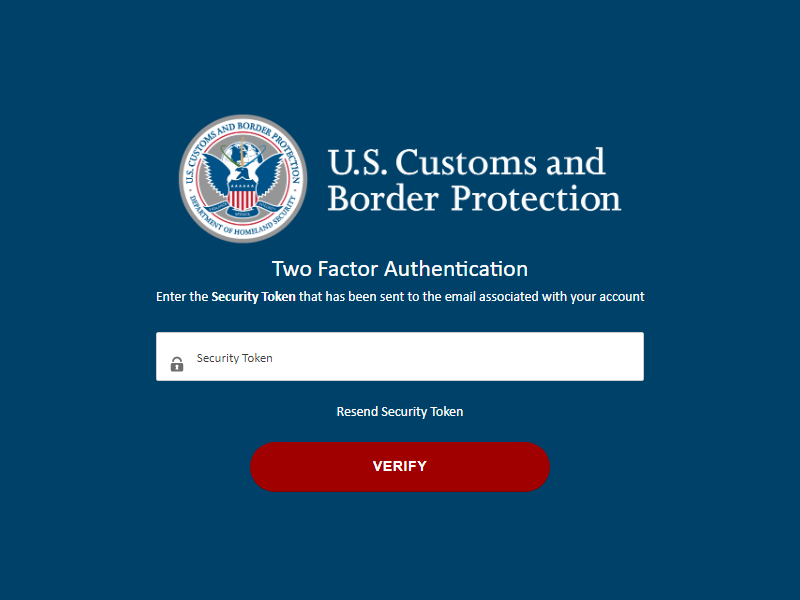 U.S. CUSTOMS AND BORDER PROTECTION
DEPARTMENT OF HOMELAND SECURITY
U.S. Customs and
Border Protection
Two Factor Authentication
Enter the Security Token that has been sent to the email associated with your account
Security Token
Resend Security Token
VERIFY